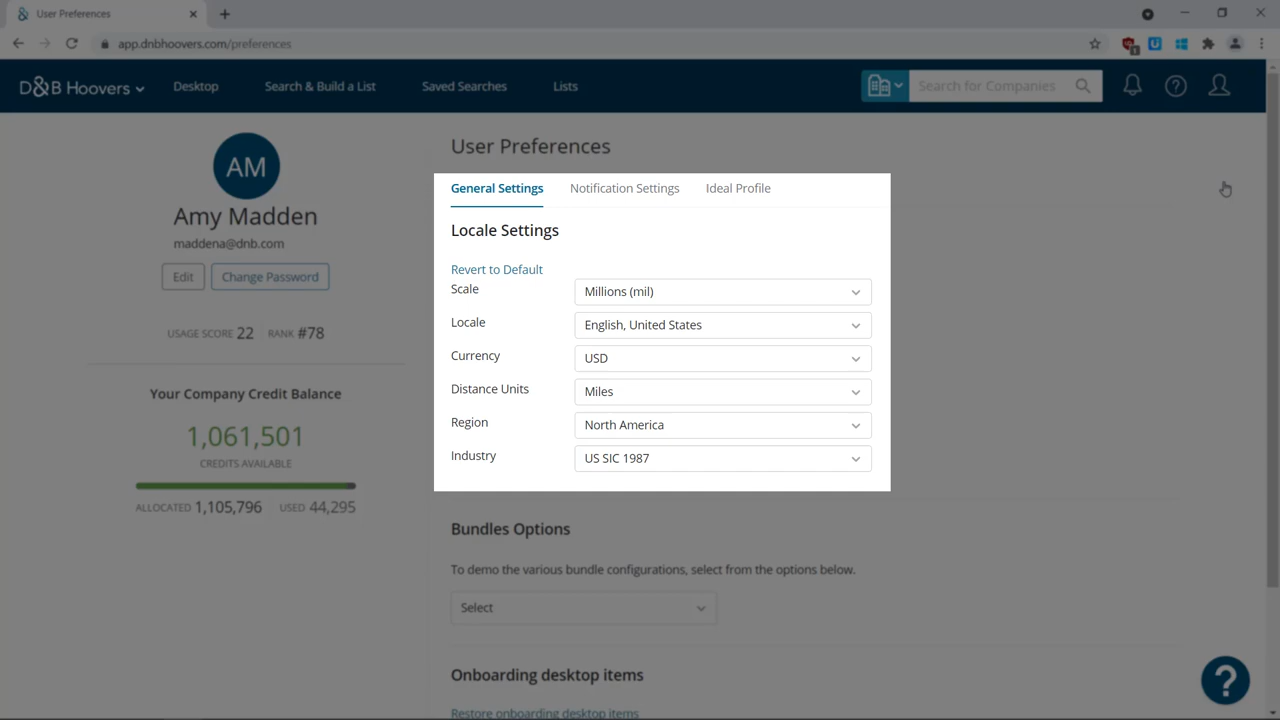 User Preferences
app.dnbhoovers.com/preferences
1
D&B Hoovers
Desktop
Search & Build a List
Saved Searches
Lists
Search for Companies
AM
Amy Madden
maddena@dnb.com
Edit
Change Password
USAGE SCORE 22
RANK #78
Your Company Credit Balance
1,061,501
CREDITS AVAILABLE
ALLOCATED 1,105,796
USED 44,295
User Preferences
General Settings
Notification Settings
Ideal Profile
Locale Settings
Revert to Default
Scale
Millions (mil)
Locale
English, United States
Currency
USD
Distance Units
Miles
Region
North America
Industry
US SIC 1987
Bundles Options
To demo the various bundle configurations, select from the options below.
Select
Onboarding desktop items
Restore onboarding desktop items
?